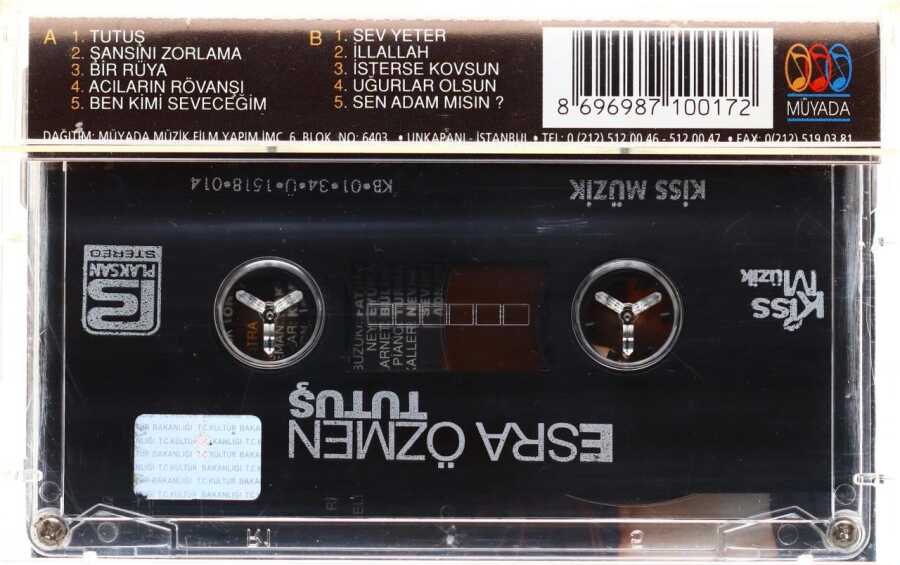 A 1. TUTUŞ
2. ŞANSINI ZORLAMA
3. BİR RÜYA
4. ACILARIN RÖVANŞI
5. BEN KİMİ SEVECEĞİM
B 1. SEV YETER
2. İLLALLAH
3. İSTERSE KOVSUN
4. UĞURLAR OLSUN
5. SEN ADAM MISIN ?
8 696987 100172
MÜYADA
DAĞITIM: MÜYADA MÜZİK FİLM YAPIM İMÇ. 6. BLOK. NO: 6403. • UNKAPANI - İSTANBUL • TEL: 0 (212) 512 00 46 - 512 00 47 • FAX: 0(212) 519 03 81
KB•01•34•Ü•1518•014
KİSS MÜZİK
PLAKSAN
STEREO
Kiss
Müzik
ESRA ÖZMEN
TUTUŞ
T.C.KÜLTÜR BAKANLIĞI